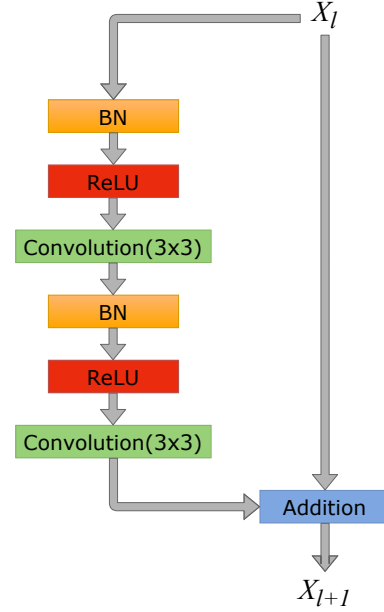 X_l
BN
ReLU
Convolution(3x3)
BN
ReLU
Convolution(3x3)
Addition
X_{l+1}